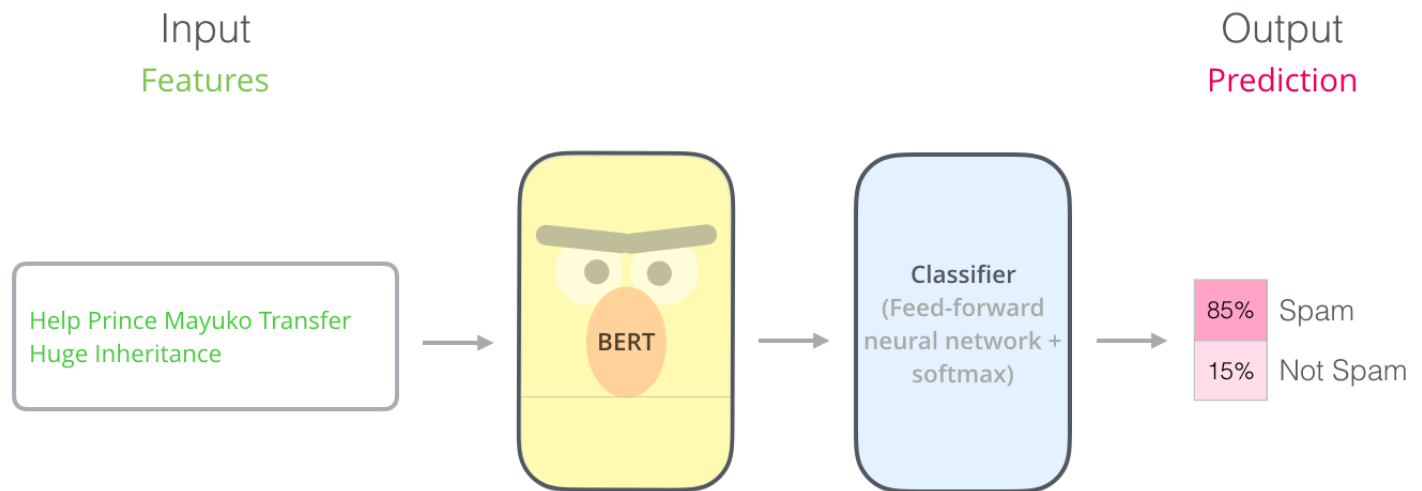 Input
Features
Output
Prediction
Help Prince Mayuko Transfer
Huge Inheritance
BERT
Classifier
(Feed-forward
neural network +
softmax)
85% Spam
15% Not Spam